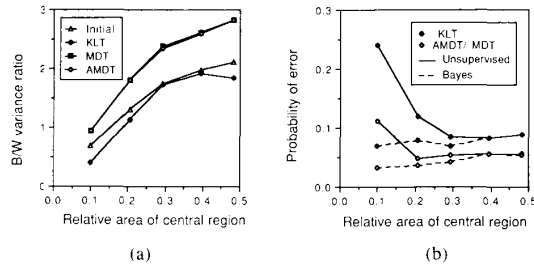 3
2
1
0
B/W variance ratio
Initial
KLT
MDT
AMDT
0.0 0.1 0.2 0.3 0.4 0.5
Relative area of central region
(a)
0.3
0.2
0.1
0.0
Probability of error
KLT
AMDT/ MDT
Unsupervised
Bayes
0.0 0.1 0.2 0.3 0.4 0.5
Relative area of central region
(b)